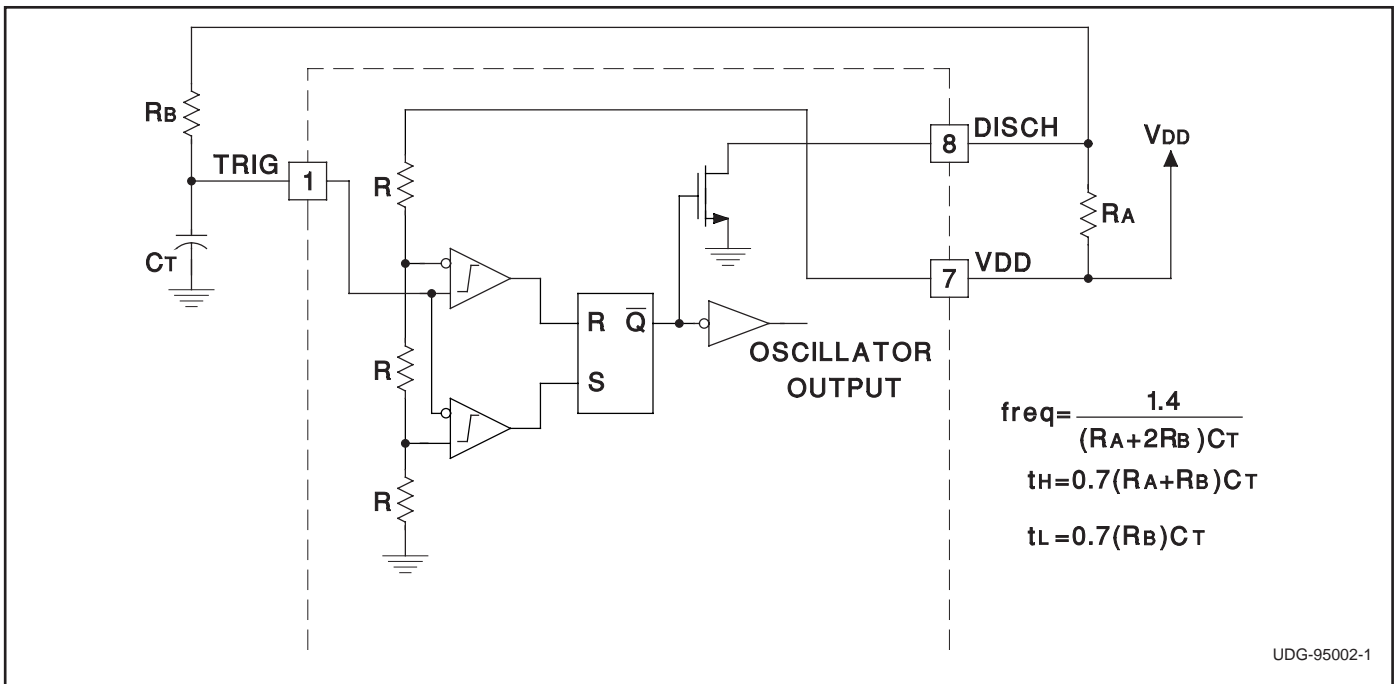 RB
TRIG
1
CT
R
R
R
R Q̅
S
8
DISCH
VDD
RA
7
VDD
OSCILLATOR
OUTPUT
freq= 1.4
(RA+2RB)CT
tH=0.7(RA+RB)CT
tL=0.7(RB)CT
UDG-95002-1